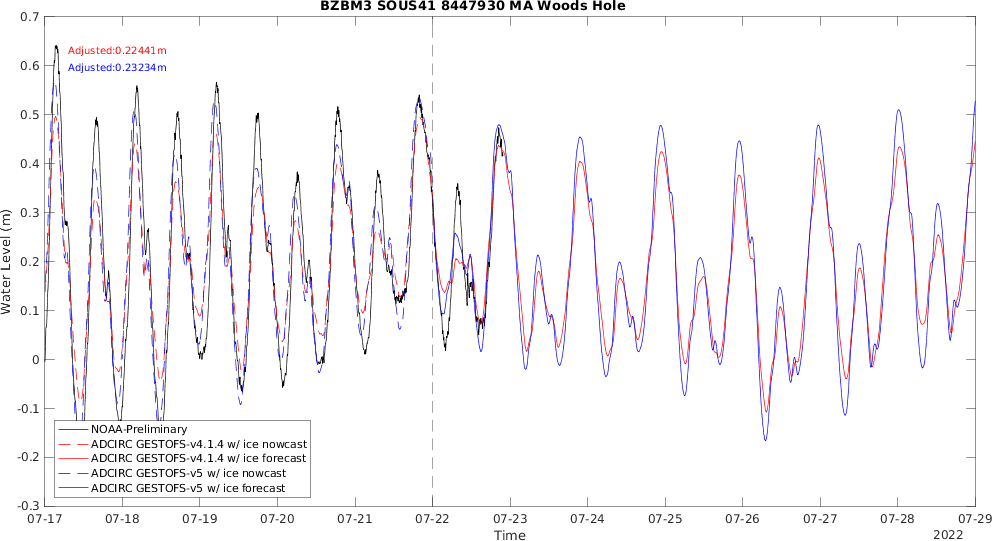 BZBM3 SOUS41 8447930 MA Woods Hole
0.7
0.6
0.5
0.4
0.3
0.2
0.1
0
-0.1
-0.2
-0.3
Water Level (m)
Adjusted:0.22441m
Adjusted:0.23234m
NOAA-Preliminary
ADCIRC GESTOFS-v4.1.4 w/ ice nowcast
ADCIRC GESTOFS-v4.1.4 w/ ice forecast
ADCIRC GESTOFS-v5 w/ ice nowcast
ADCIRC GESTOFS-v5 w/ ice forecast
07-17 07-18 07-19 07-20 07-21 07-22 07-23 07-24 07-25 07-26 07-27 07-28 07-29
Time
2022